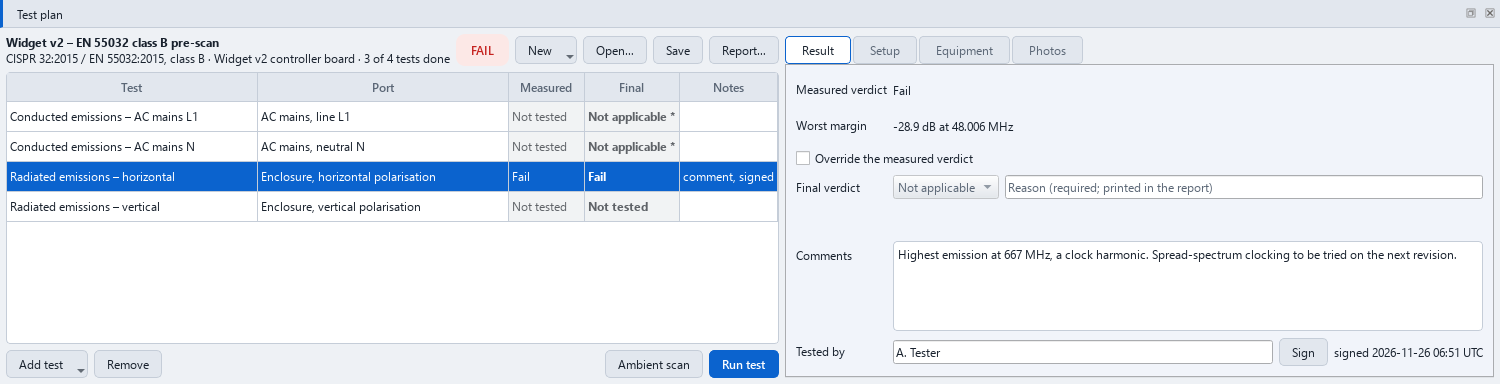 Test plan
Widget v2 – EN 55032 class B pre-scan
CISPR 32:2015 / EN 55032:2015, class B · Widget v2 controller board · 3 of 4 tests done
FAIL
New
Open...
Save
Report...
Test Port Measured Final Notes
Conducted emissions – AC mains L1 AC mains, line L1 Not tested Not applicable *
Conducted emissions – AC mains N AC mains, neutral N Not tested Not applicable *
Radiated emissions – horizontal Enclosure, horizontal polarisation Fail Fail comment, signed
Radiated emissions – vertical Enclosure, vertical polarisation Not tested Not tested
Add test
Remove
Ambient scan
Run test
Result
Setup
Equipment
Photos
Measured verdict Fail
Worst margin -28.9 dB at 48.006 MHz
Override the measured verdict
Final verdict Not applicable Reason (required; printed in the report)
Comments Highest emission at 667 MHz, a clock harmonic. Spread-spectrum clocking to be tried on the next revision.
Tested by A. Tester Sign signed 2026-11-26 06:51 UTC